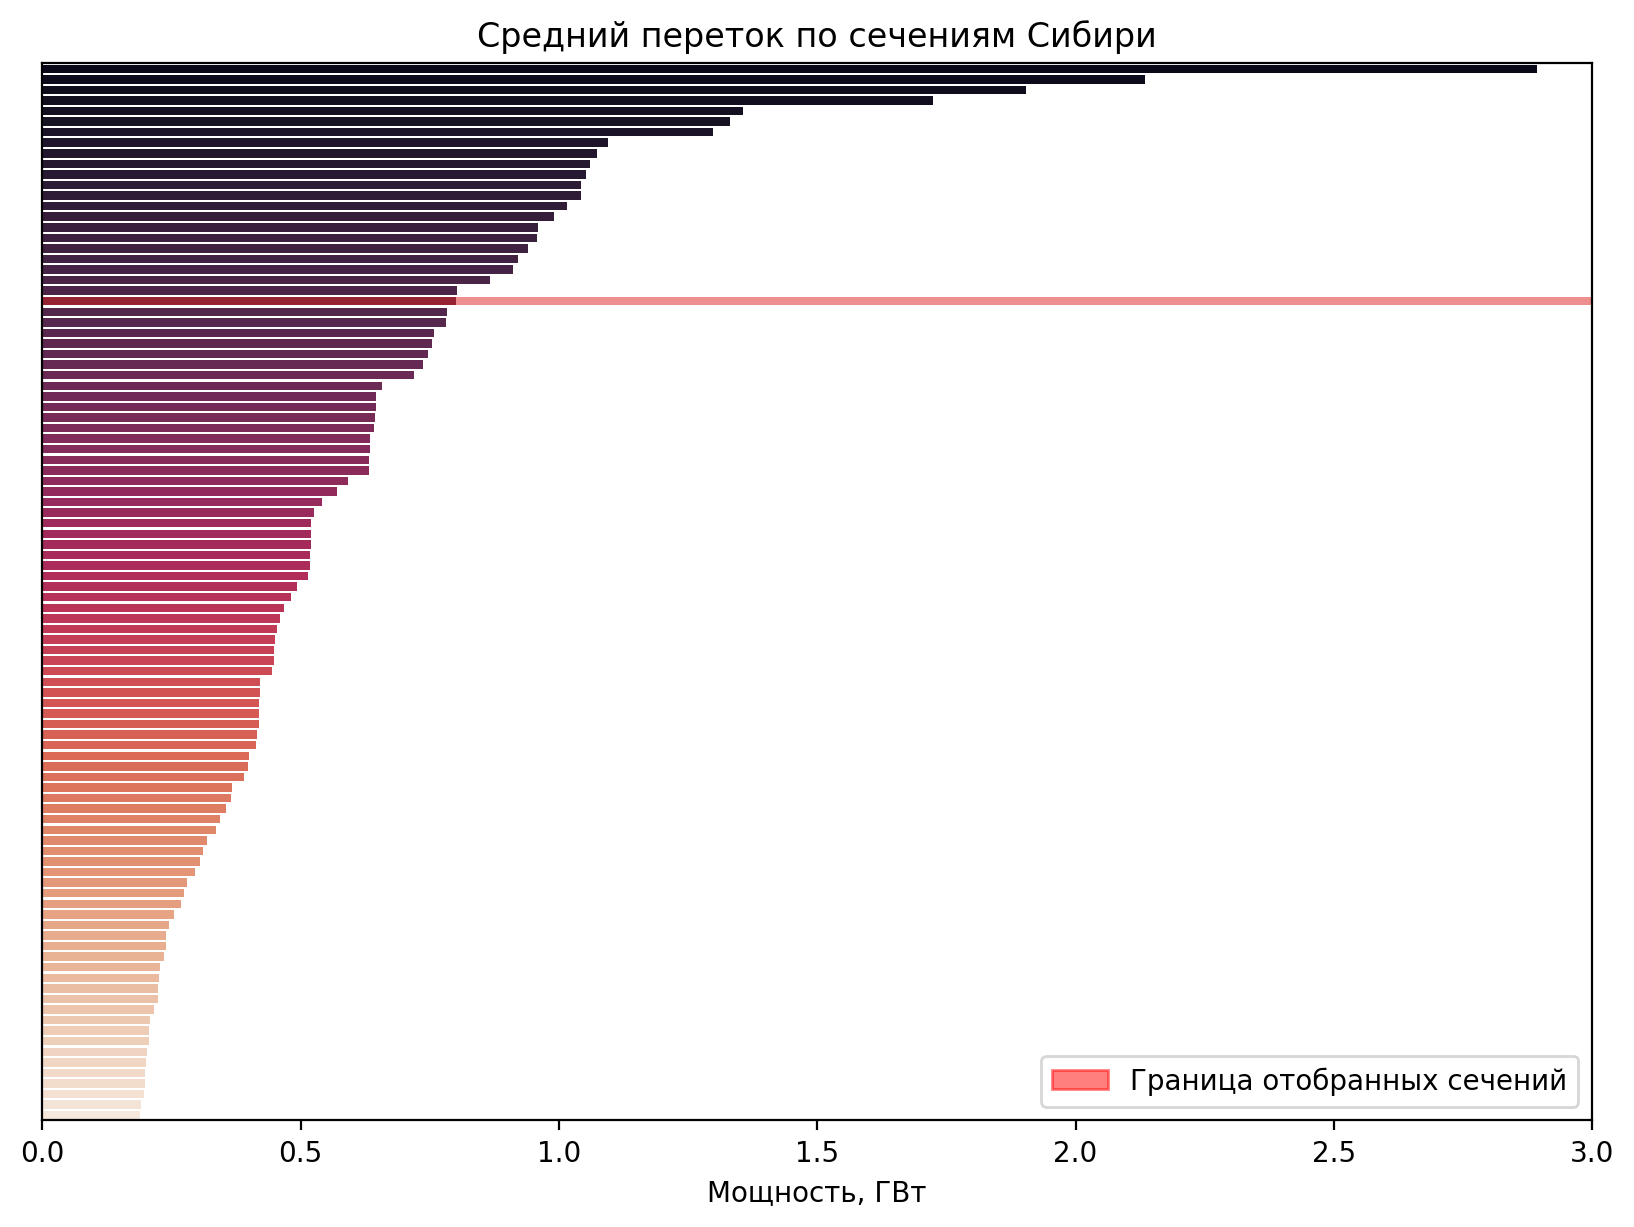 Средний переток по сечениям Сибири
Граница отобранных сечений
0.0 0.5 1.0 1.5 2.0 2.5 3.0
Мощность, ГВт